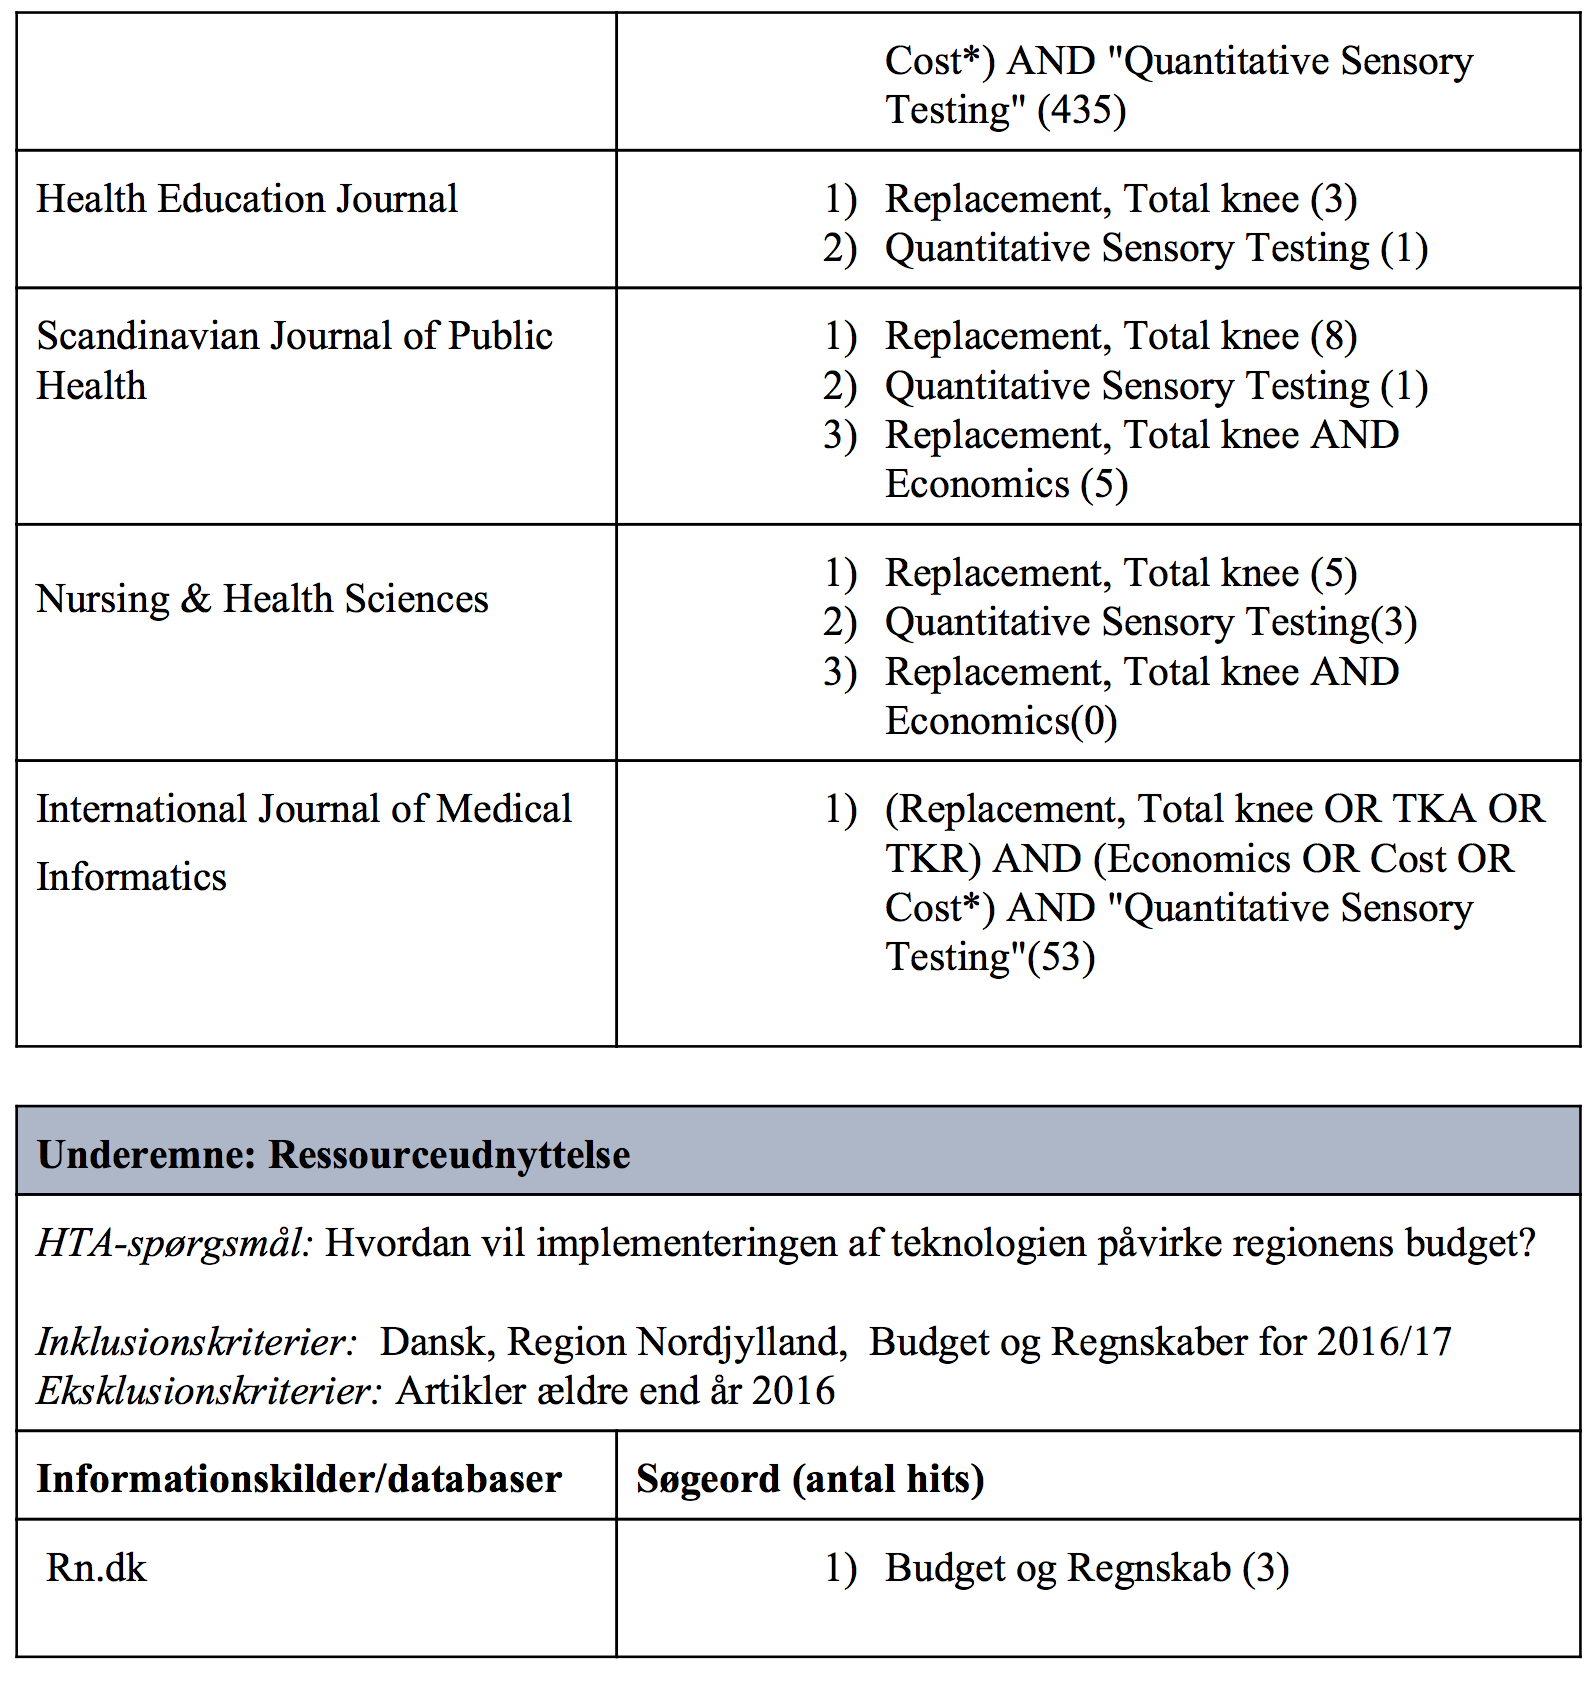 Cost*) AND "Quantitative Sensory
Testing" (435)
Health Education Journal
1) Replacement, Total knee (3)
2) Quantitative Sensory Testing (1)
Scandinavian Journal of Public
Health
1) Replacement, Total knee (8)
2) Quantitative Sensory Testing (1)
3) Replacement, Total knee AND
Economics (5)
Nursing & Health Sciences
1) Replacement, Total knee (5)
2) Quantitative Sensory Testing(3)
3) Replacement, Total knee AND
Economics(0)
International Journal of Medical
Informatics
1) (Replacement, Total knee OR TKA OR
TKR) AND (Economics OR Cost OR
Cost*) AND "Quantitative Sensory
Testing"(53)
Underemne: Ressourceudnyttelse
HTA-spørgsmål: Hvordan vil implementeringen af teknologien påvirke regionens budget?
Inklusionskriterier: Dansk, Region Nordjylland, Budget og Regnskaber for 2016/17
Eksklusionskriterier: Artikler ældre end år 2016
Informationskilder/databaser
Søgeord (antal hits)
Rn.dk
1) Budget og Regnskab (3)